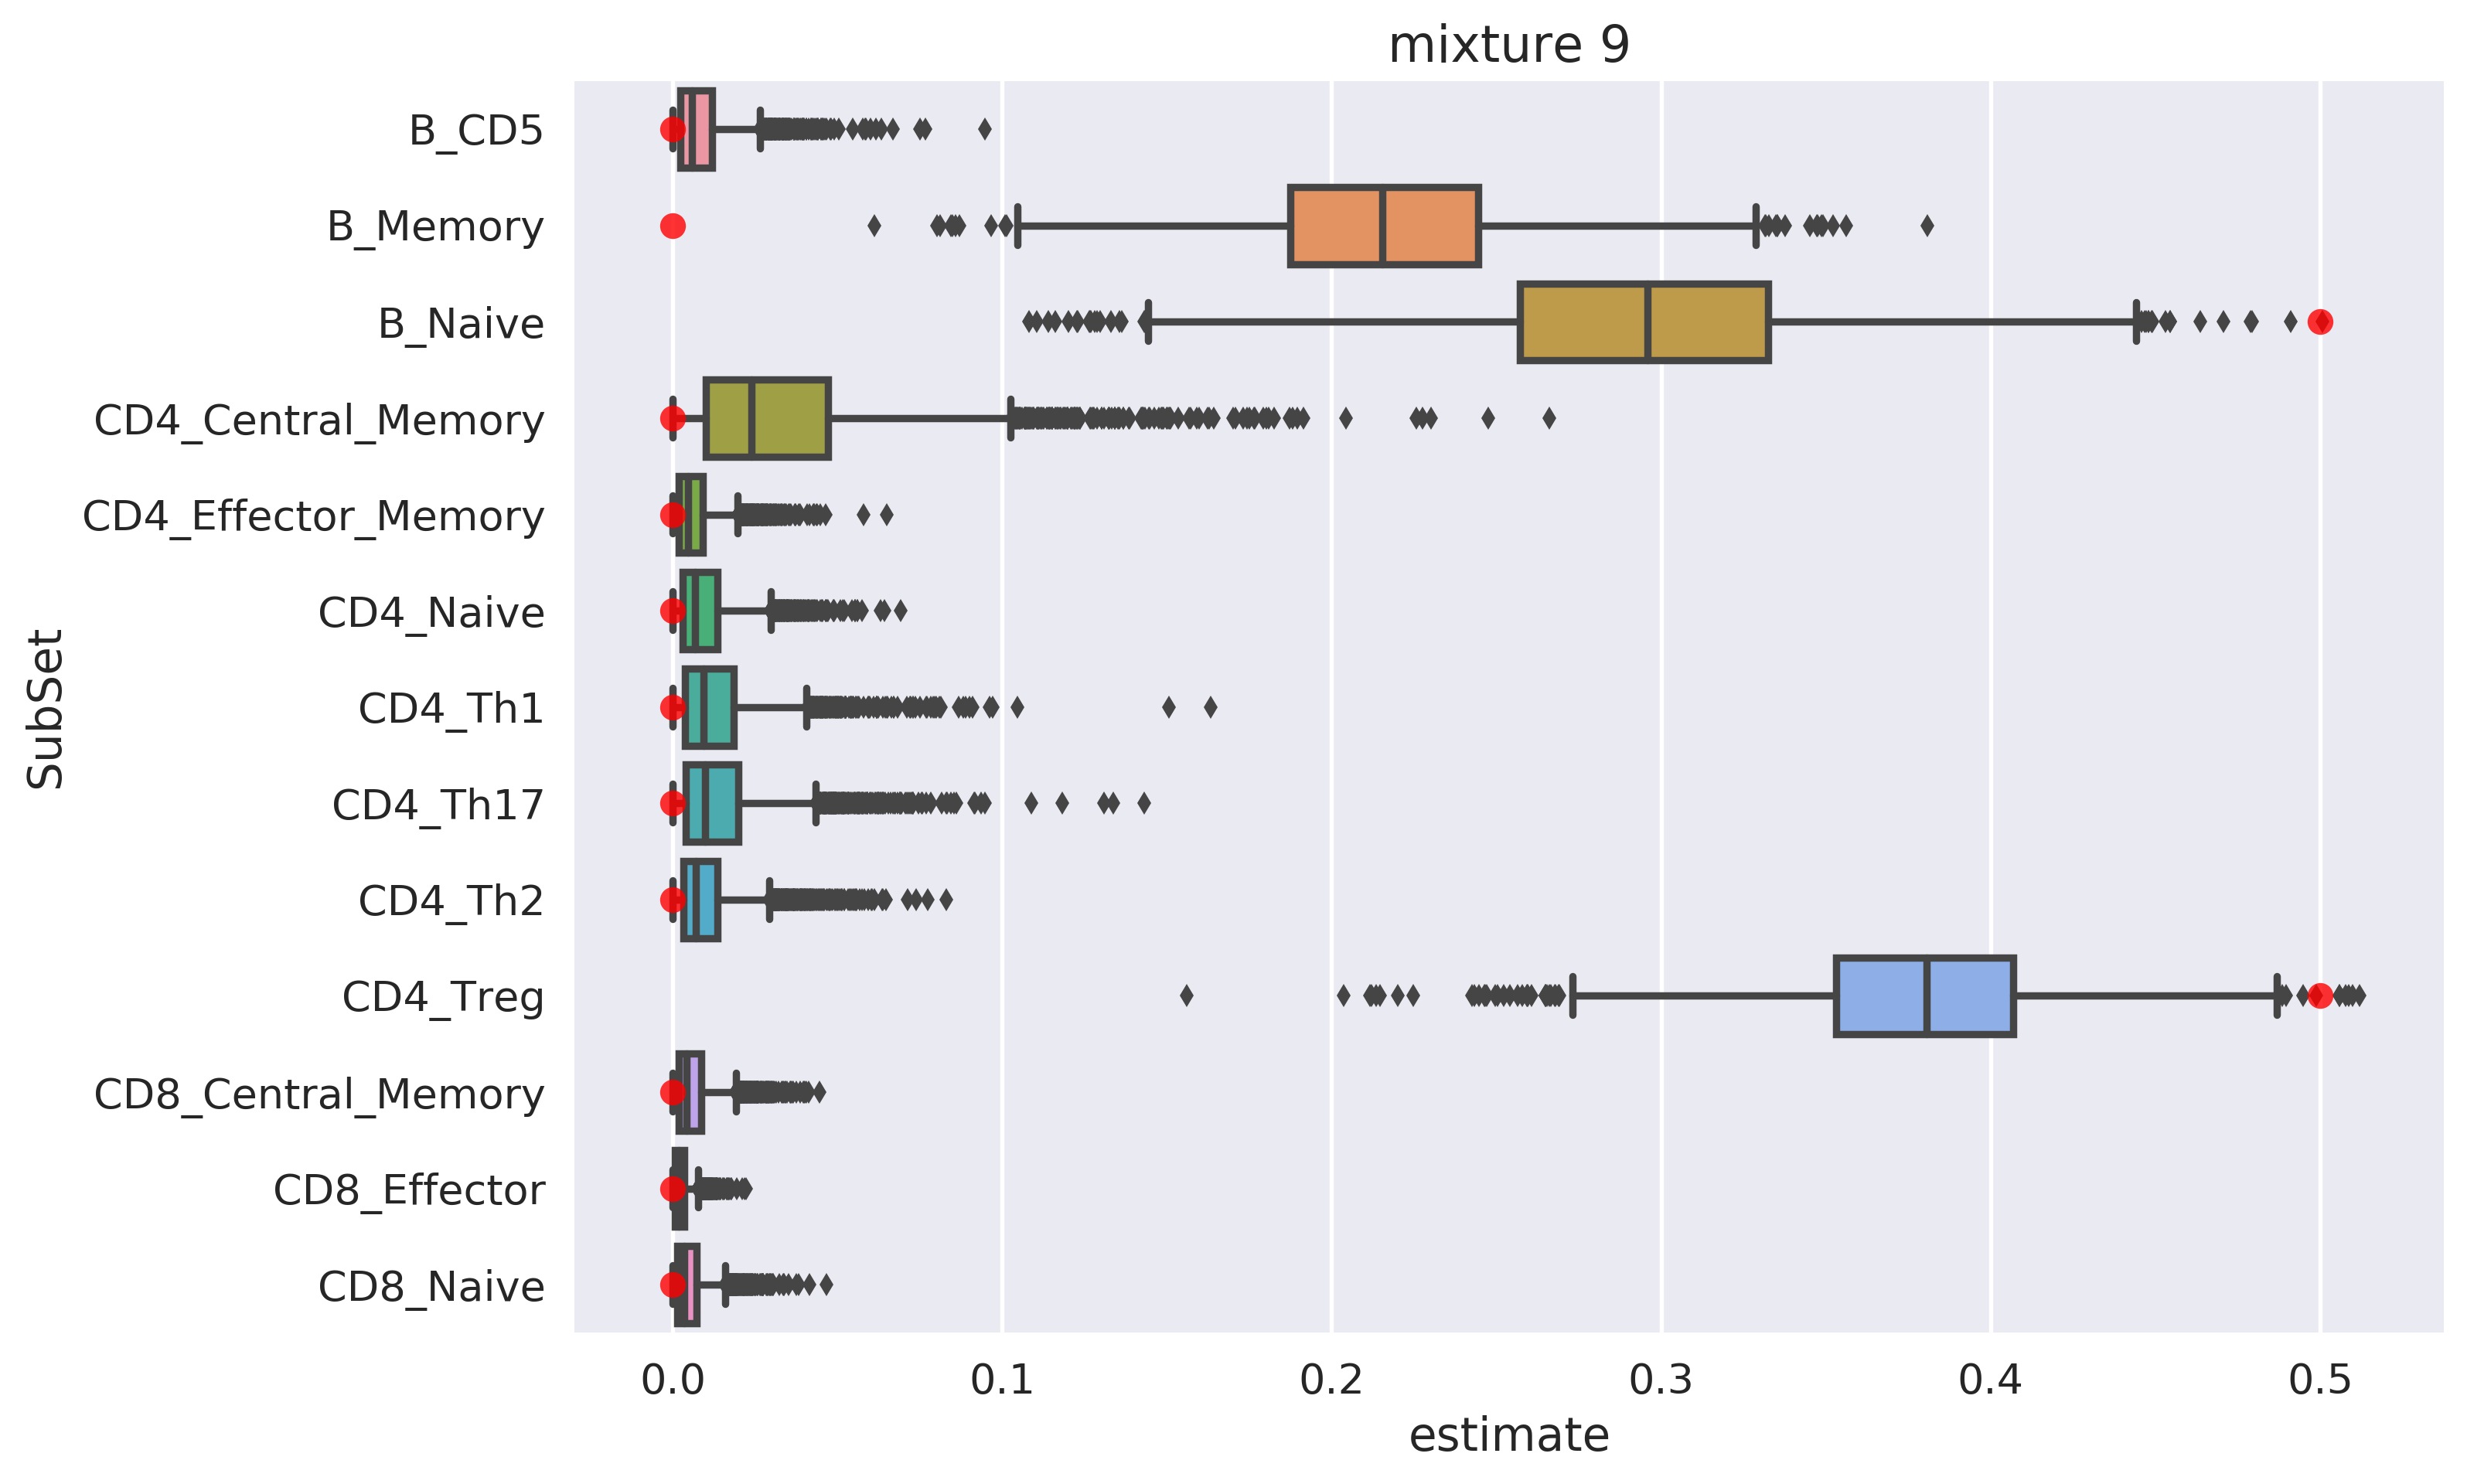 mixture 9
B_CD5
B_Memory
B_Naive
CD4_Central_Memory
CD4_Effector_Memory
CD4_Naive
CD4_Th1
CD4_Th17
CD4_Th2
CD4_Treg
CD8_Central_Memory
CD8_Effector
CD8_Naive
SubSet
0.0 0.1 0.2 0.3 0.4 0.5
estimate